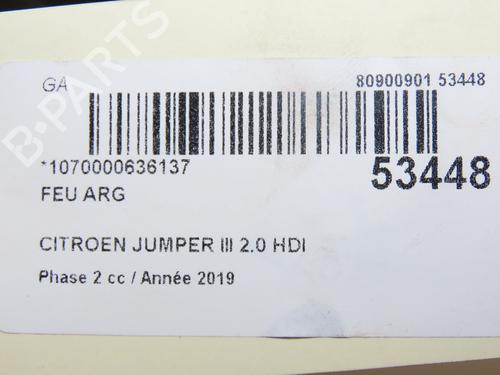 GA
80900901 53448
*1070000636137
53448
FEU ARG
CITROEN JUMPER III 2.0 HDI
Phase 2 cc / Année 2019
B-PARTS